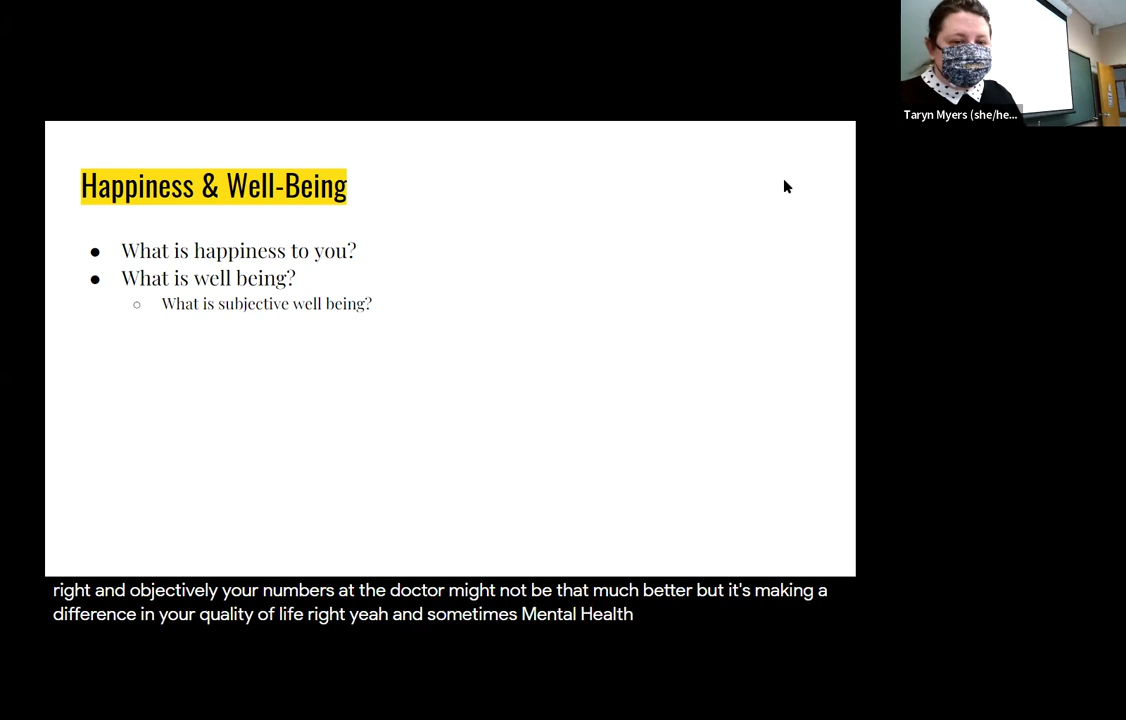 Taryn Myers (she/he...
Happiness & Well-Being
● What is happiness to you?
● What is well being?
○ What is subjective well being?
right and objectively your numbers at the doctor might not be that much better but it's making a
difference in your quality of life right yeah and sometimes Mental Health